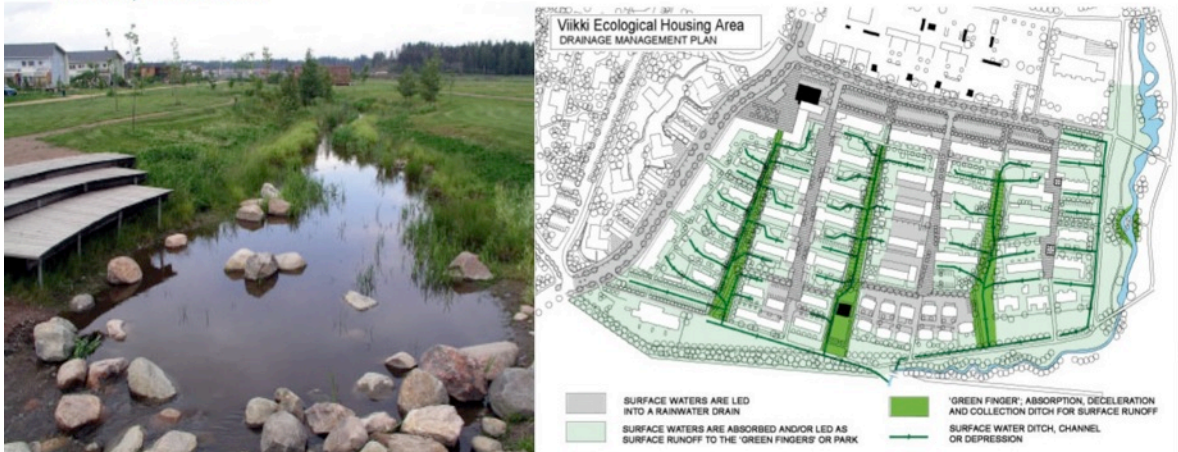 Viikki Ecological Housing Area
DRAINAGE MANAGEMENT PLAN
SURFACE WATERS ARE LED
INTO A RAINWATER DRAIN
SURFACE WATERS ARE ABSORBED AND/OR LED AS
SURFACE RUNOFF TO THE 'GREEN FINGERS' OR PARK
'GREEN FINGER'; ABSORPTION, DECELERATION
AND COLLECTION DITCH FOR SURFACE RUNOFF
SURFACE WATER DITCH, CHANNEL
OR DEPRESSION